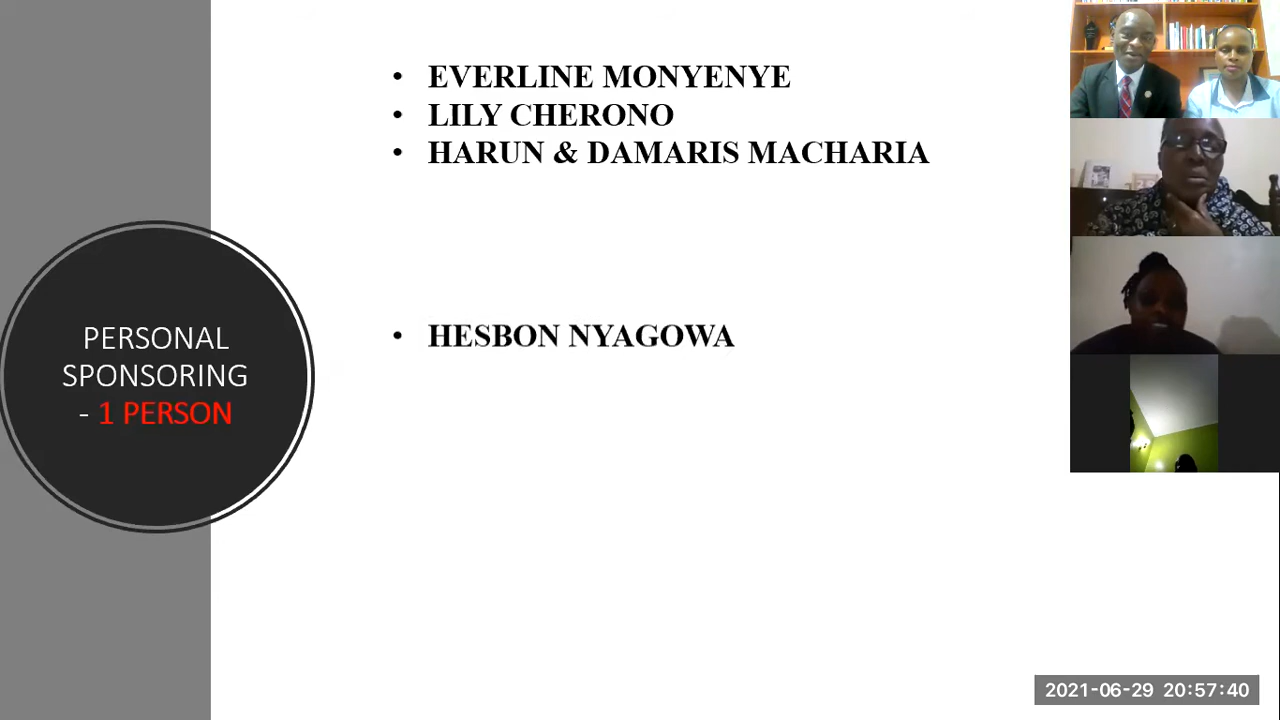 • EVERLINE MONYENYE
• LILY CHERONO
• HARUN & DAMARIS MACHARIA
• HESBON NYAGOWA
PERSONAL
SPONSORING
- 1 PERSON
2021-06-29 20:57:40